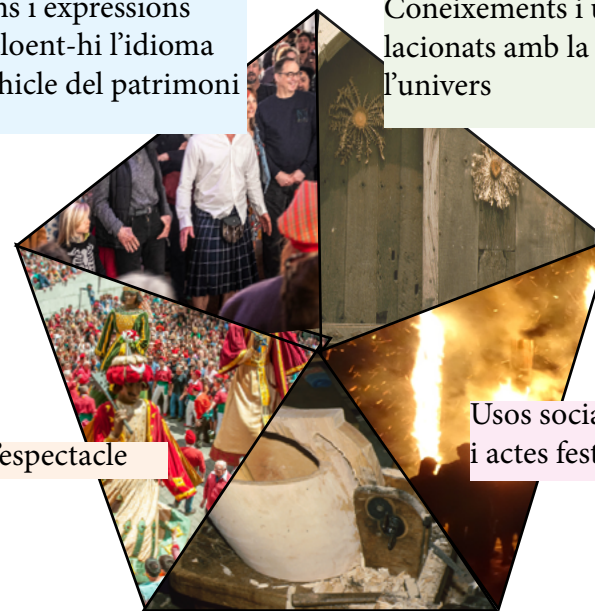 ns i expressions
loent-hi l’idioma
hicle del patrimoni
Coneixements i u
lacionats amb la
l’univers
Usos socia
i actes fest
’espectacle